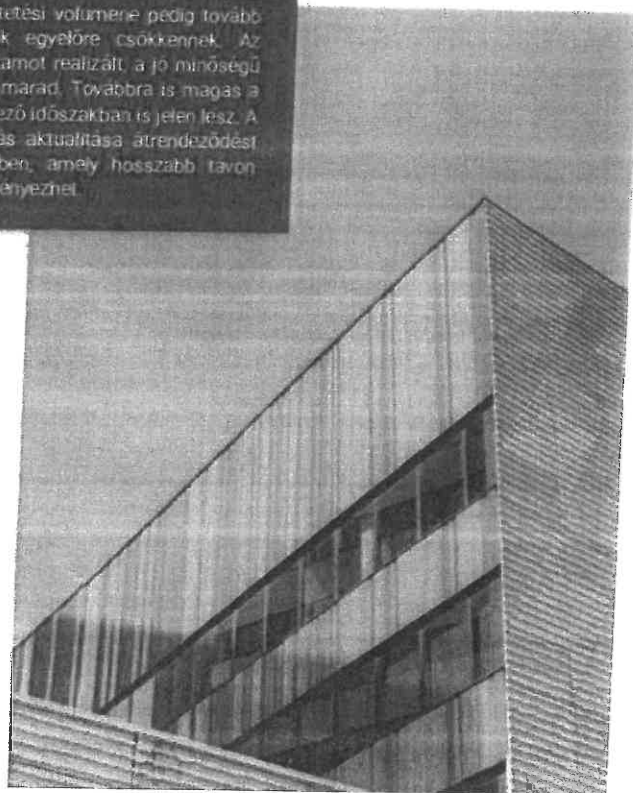 tetési volumene pedig tovább
k egyelőre csökkennek. Az
amot realizált, a jó minőségű
marad. Továbbra is magas a
ező időszakban is jelen lesz. A
ás aktualitása átrendeződést
ben, amely hosszabb távon
ényezhet.